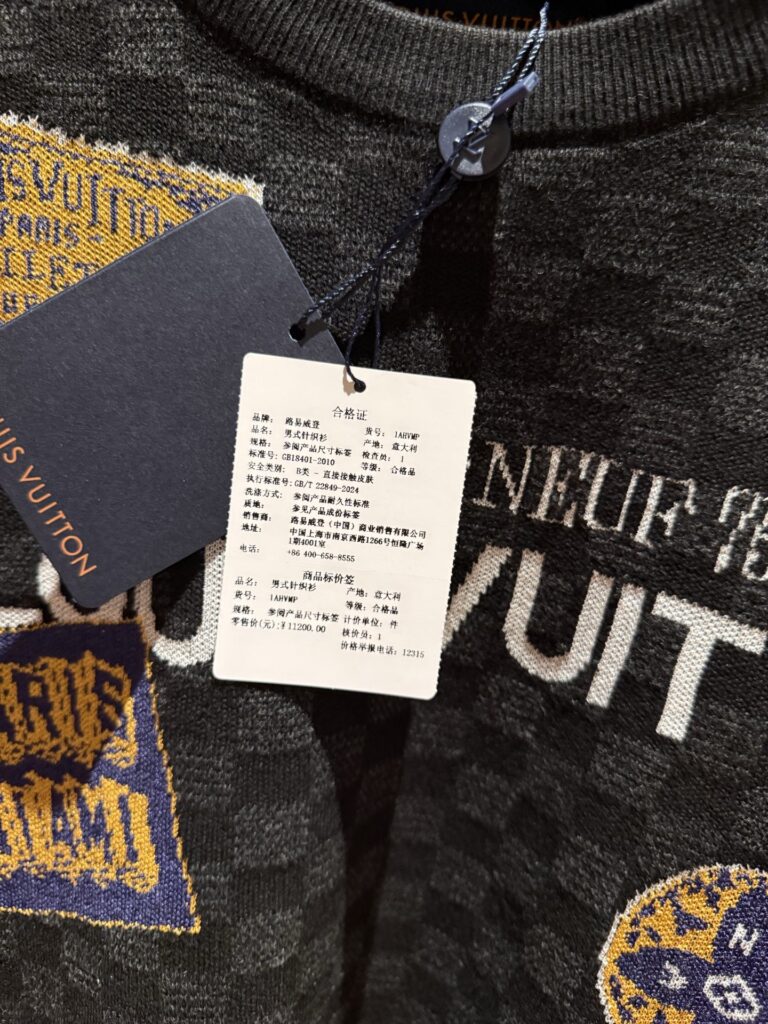 UIS VUITTON
IS VUITTO
PARIS
合格证
品牌： 路易威登 货号： 1AHVMP
品名： 男式针织衫 产地： 意大利
规格： 参阅产品尺寸标签 检查员： 1
标准号： GB18401-2010 等级： 合格品
安全类别： B类 - 直接接触皮肤
执行标准号： GB/T 22849-2024
洗涤方式： 参阅产品耐久性标准
质地： 参见产品成份标签
销售商： 路易威登（中国）商业销售有限公司
地址： 中国上海市南京西路1266号恒隆广场
1期4001室
电话： +86 400-658-8555
商品标价签
品名： 男式针织衫 产地： 意大利
货号： 1AHVMP 等级： 合格品
规格： 参阅产品尺寸标签 计价单位： 件
零售价(元)：¥11200.00 核价员： 1
价格举报电话： 12315
UIS VUITTON
NEUF
VUIT